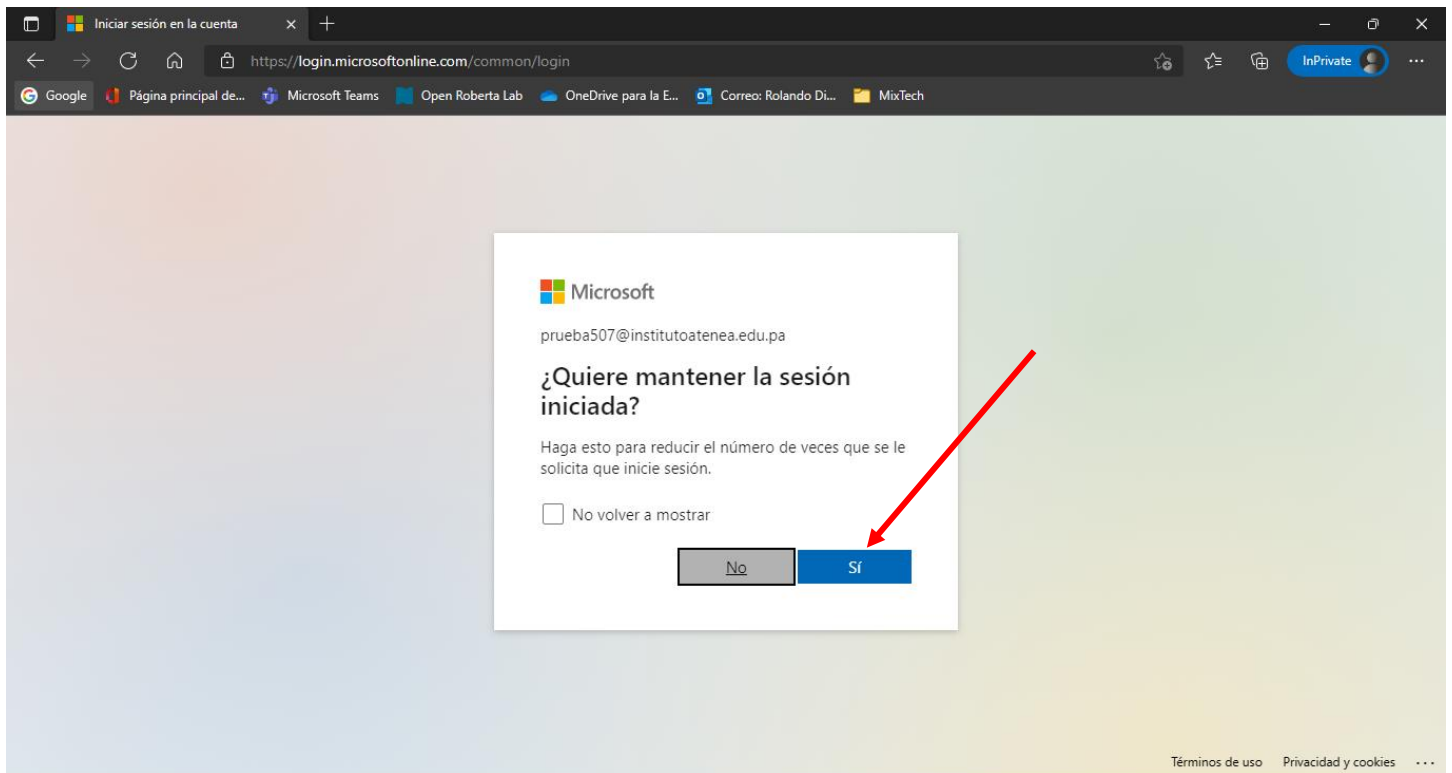 Iniciar sesión en la cuenta
https://login.microsoftonline.com/common/login
InPrivate
Google Página principal de... Microsoft Teams Open Roberta Lab OneDrive para la E... Correo: Rolando Di... MixTech
Microsoft
prueba507@institutoatenea.edu.pa
¿Quiere mantener la sesión
iniciada?
Haga esto para reducir el número de veces que se le
solicita que inicie sesión.
No volver a mostrar
No Sí
Términos de uso Privacidad y cookies ...